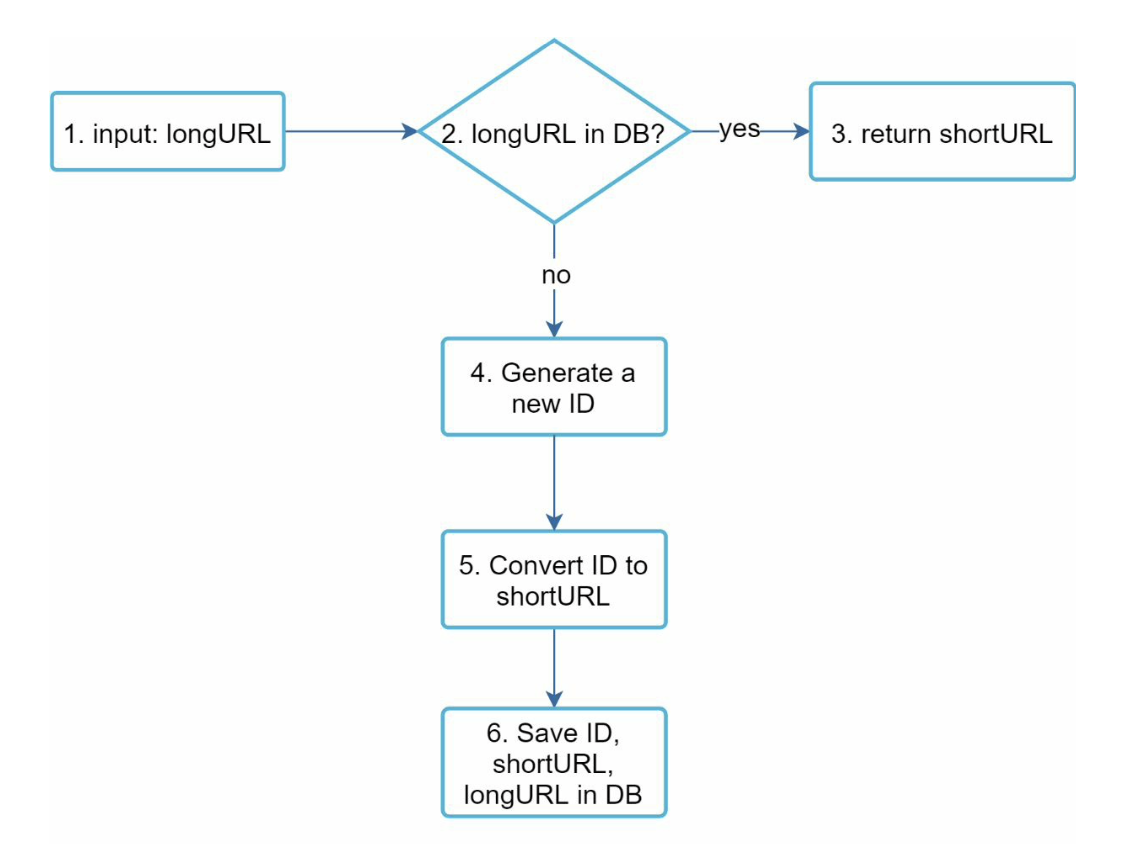 1. input: longURL
2. longURL in DB?
yes
3. return shortURL
no
4. Generate a
new ID
5. Convert ID to
shortURL
6. Save ID,
shortURL,
longURL in DB